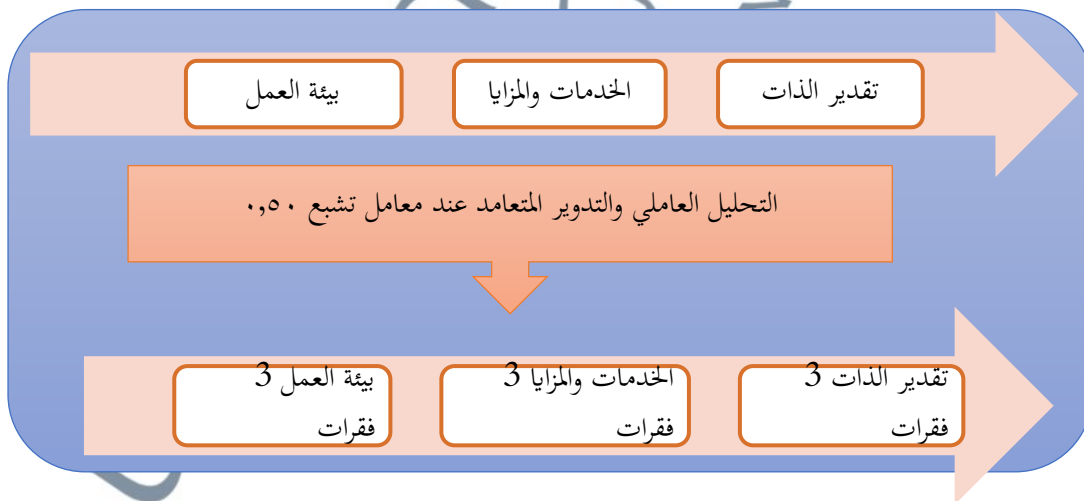 تقدير الذات
الخدمات والمزايا
بيئة العمل
التحليل العاملي والتدوير المتعامد عند معامل تشبع ٠,٥٠
تقدير الذات 3
فقرات
الخدمات والمزايا 3
فقرات
بيئة العمل 3
فقرات